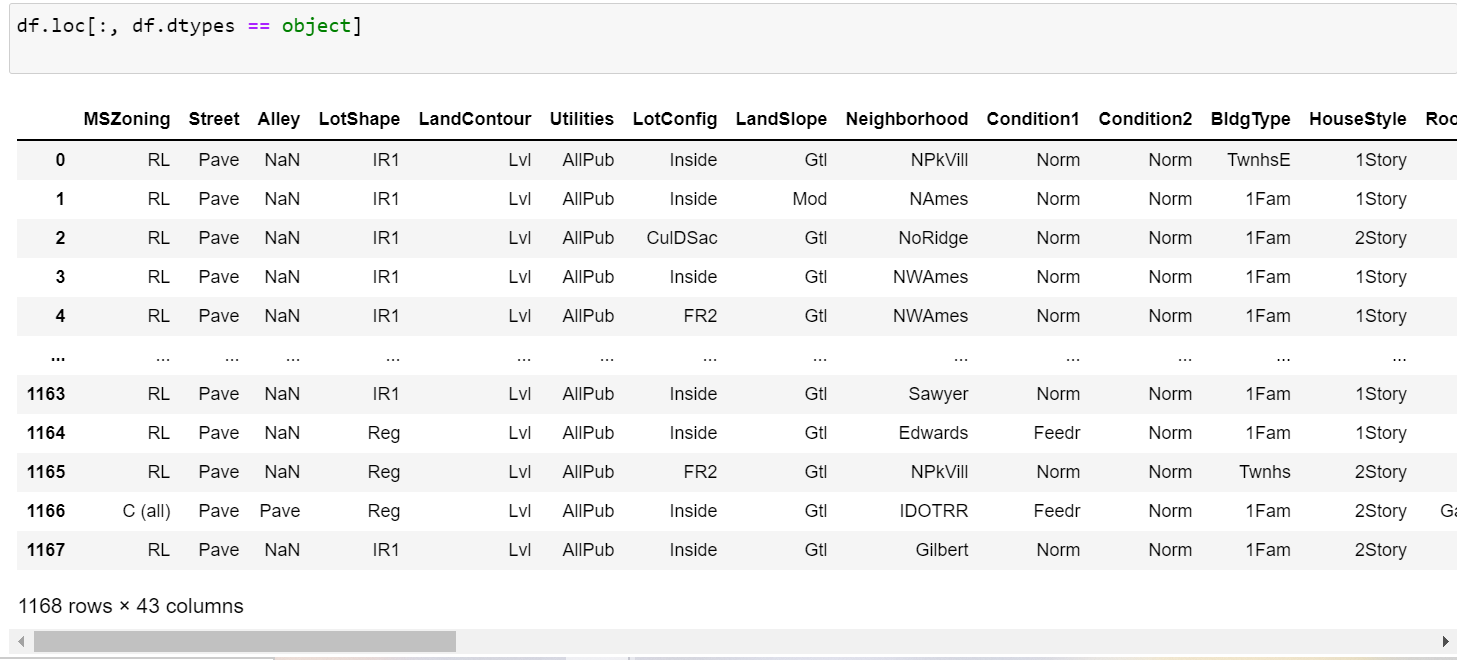 df.loc[:, df.dtypes == object]
MSZoning Street Alley LotShape LandContour Utilities LotConfig LandSlope Neighborhood Condition1 Condition2 BldgType HouseStyle Roo
0 RL Pave NaN IR1 Lvl AllPub Inside Gtl NPkVill Norm Norm TwnhsE 1Story
1 RL Pave NaN IR1 Lvl AllPub Inside Mod NAmes Norm Norm 1Fam 1Story
2 RL Pave NaN IR1 Lvl AllPub CulDSac Gtl NoRidge Norm Norm 1Fam 2Story
3 RL Pave NaN IR1 Lvl AllPub Inside Gtl NWAmes Norm Norm 1Fam 1Story
4 RL Pave NaN IR1 Lvl AllPub FR2 Gtl NWAmes Norm Norm 1Fam 1Story
... ... ... ... ... ... ... ... ... ... ... ... ... ...
1163 RL Pave NaN IR1 Lvl AllPub Inside Gtl Sawyer Norm Norm 1Fam 1Story
1164 RL Pave NaN Reg Lvl AllPub Inside Gtl Edwards Feedr Norm 1Fam 1Story
1165 RL Pave NaN Reg Lvl AllPub FR2 Gtl NPkVill Norm Norm Twnhs 2Story
1166 C (all) Pave Pave Reg Lvl AllPub Inside Gtl IDOTRR Feedr Norm 1Fam 2Story Ga
1167 RL Pave NaN IR1 Lvl AllPub Inside Gtl Gilbert Norm Norm 1Fam 2Story
1168 rows × 43 columns